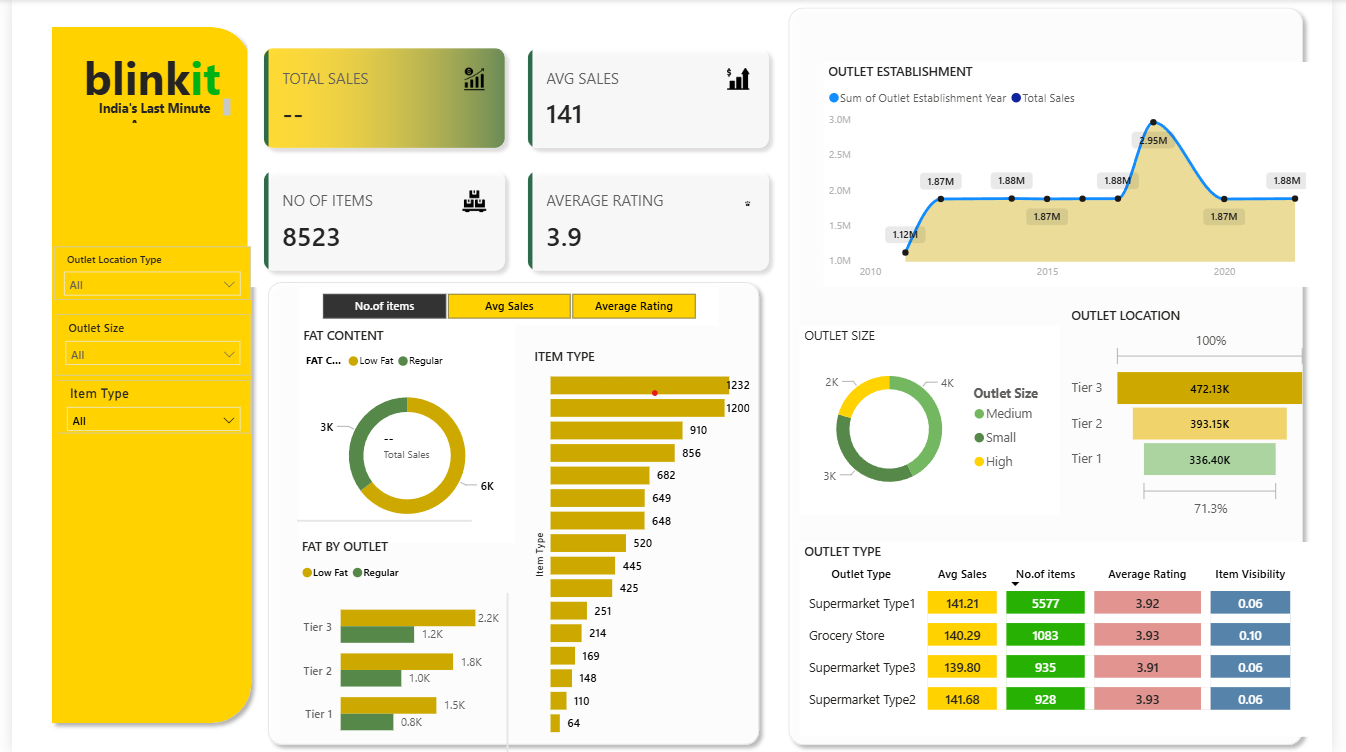 blinkit
India's Last Minute
Outlet Location Type
All
Outlet Size
All
Item Type
All
TOTAL SALES
--
AVG SALES
141
NO OF ITEMS
8523
AVERAGE RATING
3.9
No.of items
Avg Sales
Average Rating
FAT CONTENT
FAT C... Low Fat Regular
3K
--
Total Sales
6K
FAT BY OUTLET
Low Fat Regular
Tier 3
2.2K
1.2K
Tier 2
1.8K
1.0K
Tier 1
1.5K
0.8K
ITEM TYPE
Item Type
1232
1200
910
856
682
649
648
520
445
425
251
214
169
148
110
64
OUTLET ESTABLISHMENT
Sum of Outlet Establishment Year Total Sales
3.0M
2.5M
2.0M
1.5M
1.0M
1.12M
1.87M
1.88M
1.87M
1.88M
2.95M
1.87M
1.88M
2010 2015 2020
OUTLET SIZE
2K
4K
3K
Outlet Size
Medium
Small
High
OUTLET LOCATION
100%
Tier 3 472.13K
Tier 2 393.15K
Tier 1 336.40K
71.3%
OUTLET TYPE
Outlet Type Avg Sales No.of items Average Rating Item Visibility
Supermarket Type1 141.21 5577 3.92 0.06
Grocery Store 140.29 1083 3.93 0.10
Supermarket Type3 139.80 935 3.91 0.06
Supermarket Type2 141.68 928 3.93 0.06